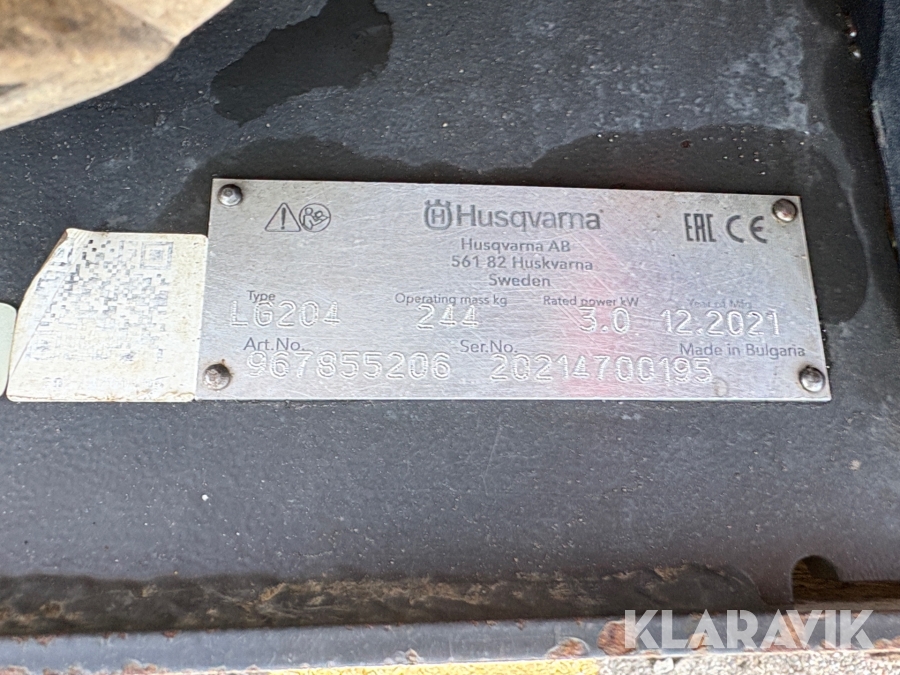 Husqvarna
EAC CE
Husqvarna AB
561 82 Huskvarna
Sweden
Type Operating mass kg Rated power kW Year of Mfg
LG204 244 3.0 12.2021
Art.No. Ser.No. Made in Bulgaria
967855206 20214700195
KLARAVIK